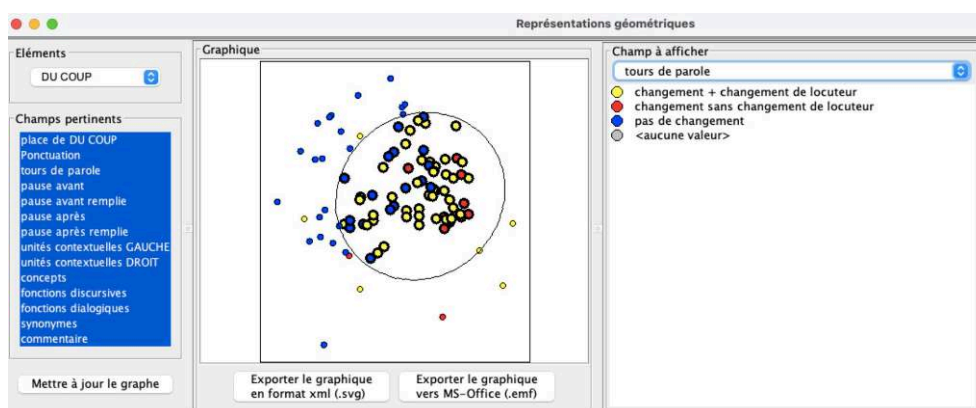 Représentations géométriques
Eléments
DU COUP
Champs pertinents
place de DU COUP
Ponctuation
tours de parole
pause avant
pause avant remplie
pause après
pause après remplie
unités contextuelles GAUCHE
unités contextuelles DROIT
concepts
fonctions discursives
fonctions dialogiques
synonymes
commentaire
Mettre à jour le graphe
Graphique
Exporter le graphique
en format xml (.svg)
Exporter le graphique
vers MS-Office (.emf)
Champ à afficher
tours de parole
changement + changement de locuteur
changement sans changement de locuteur
pas de changement
<aucune valeur>